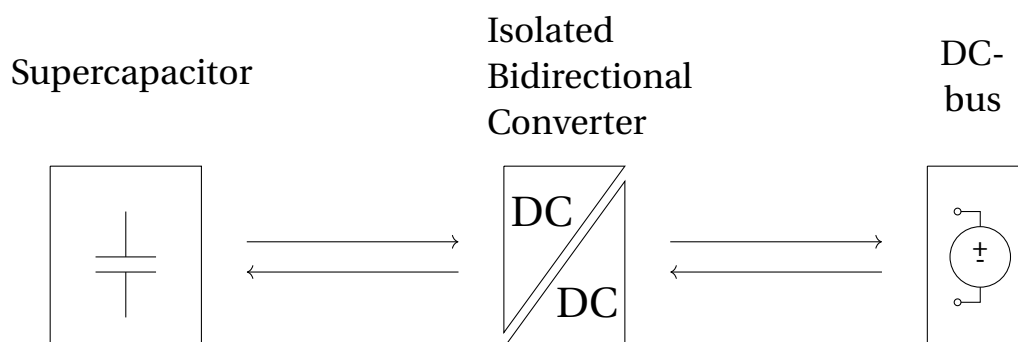 Supercapacitor
Isolated
Bidirectional
Converter
DC-
bus
DC
DC
+
-